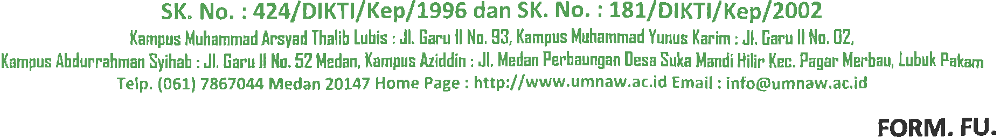 SK. No. : 424/DIKTI/Kep/1996 dan SK. No. : 181/DIKTI/Kep/2002
Kampus Muhammad Arsyad Thalib Lubis : Jl. Garu II No. 93, Kampus Muhammad Yunus Karim : Jl. Garu II No. 02,
Kampus Abdurrahman Syihab : Jl. Garu II No. 52 Medan, Kampus Aziddin : Jl. Medan Perbaungan Desa Suka Mandi Hilir Kec. Pagar Merbau, Lubuk Pakam
Telp. (061) 7867044 Medan 20147 Home Page : http://www.umnaw.ac.id Email : info@umnaw.ac.id
FORM. FU.